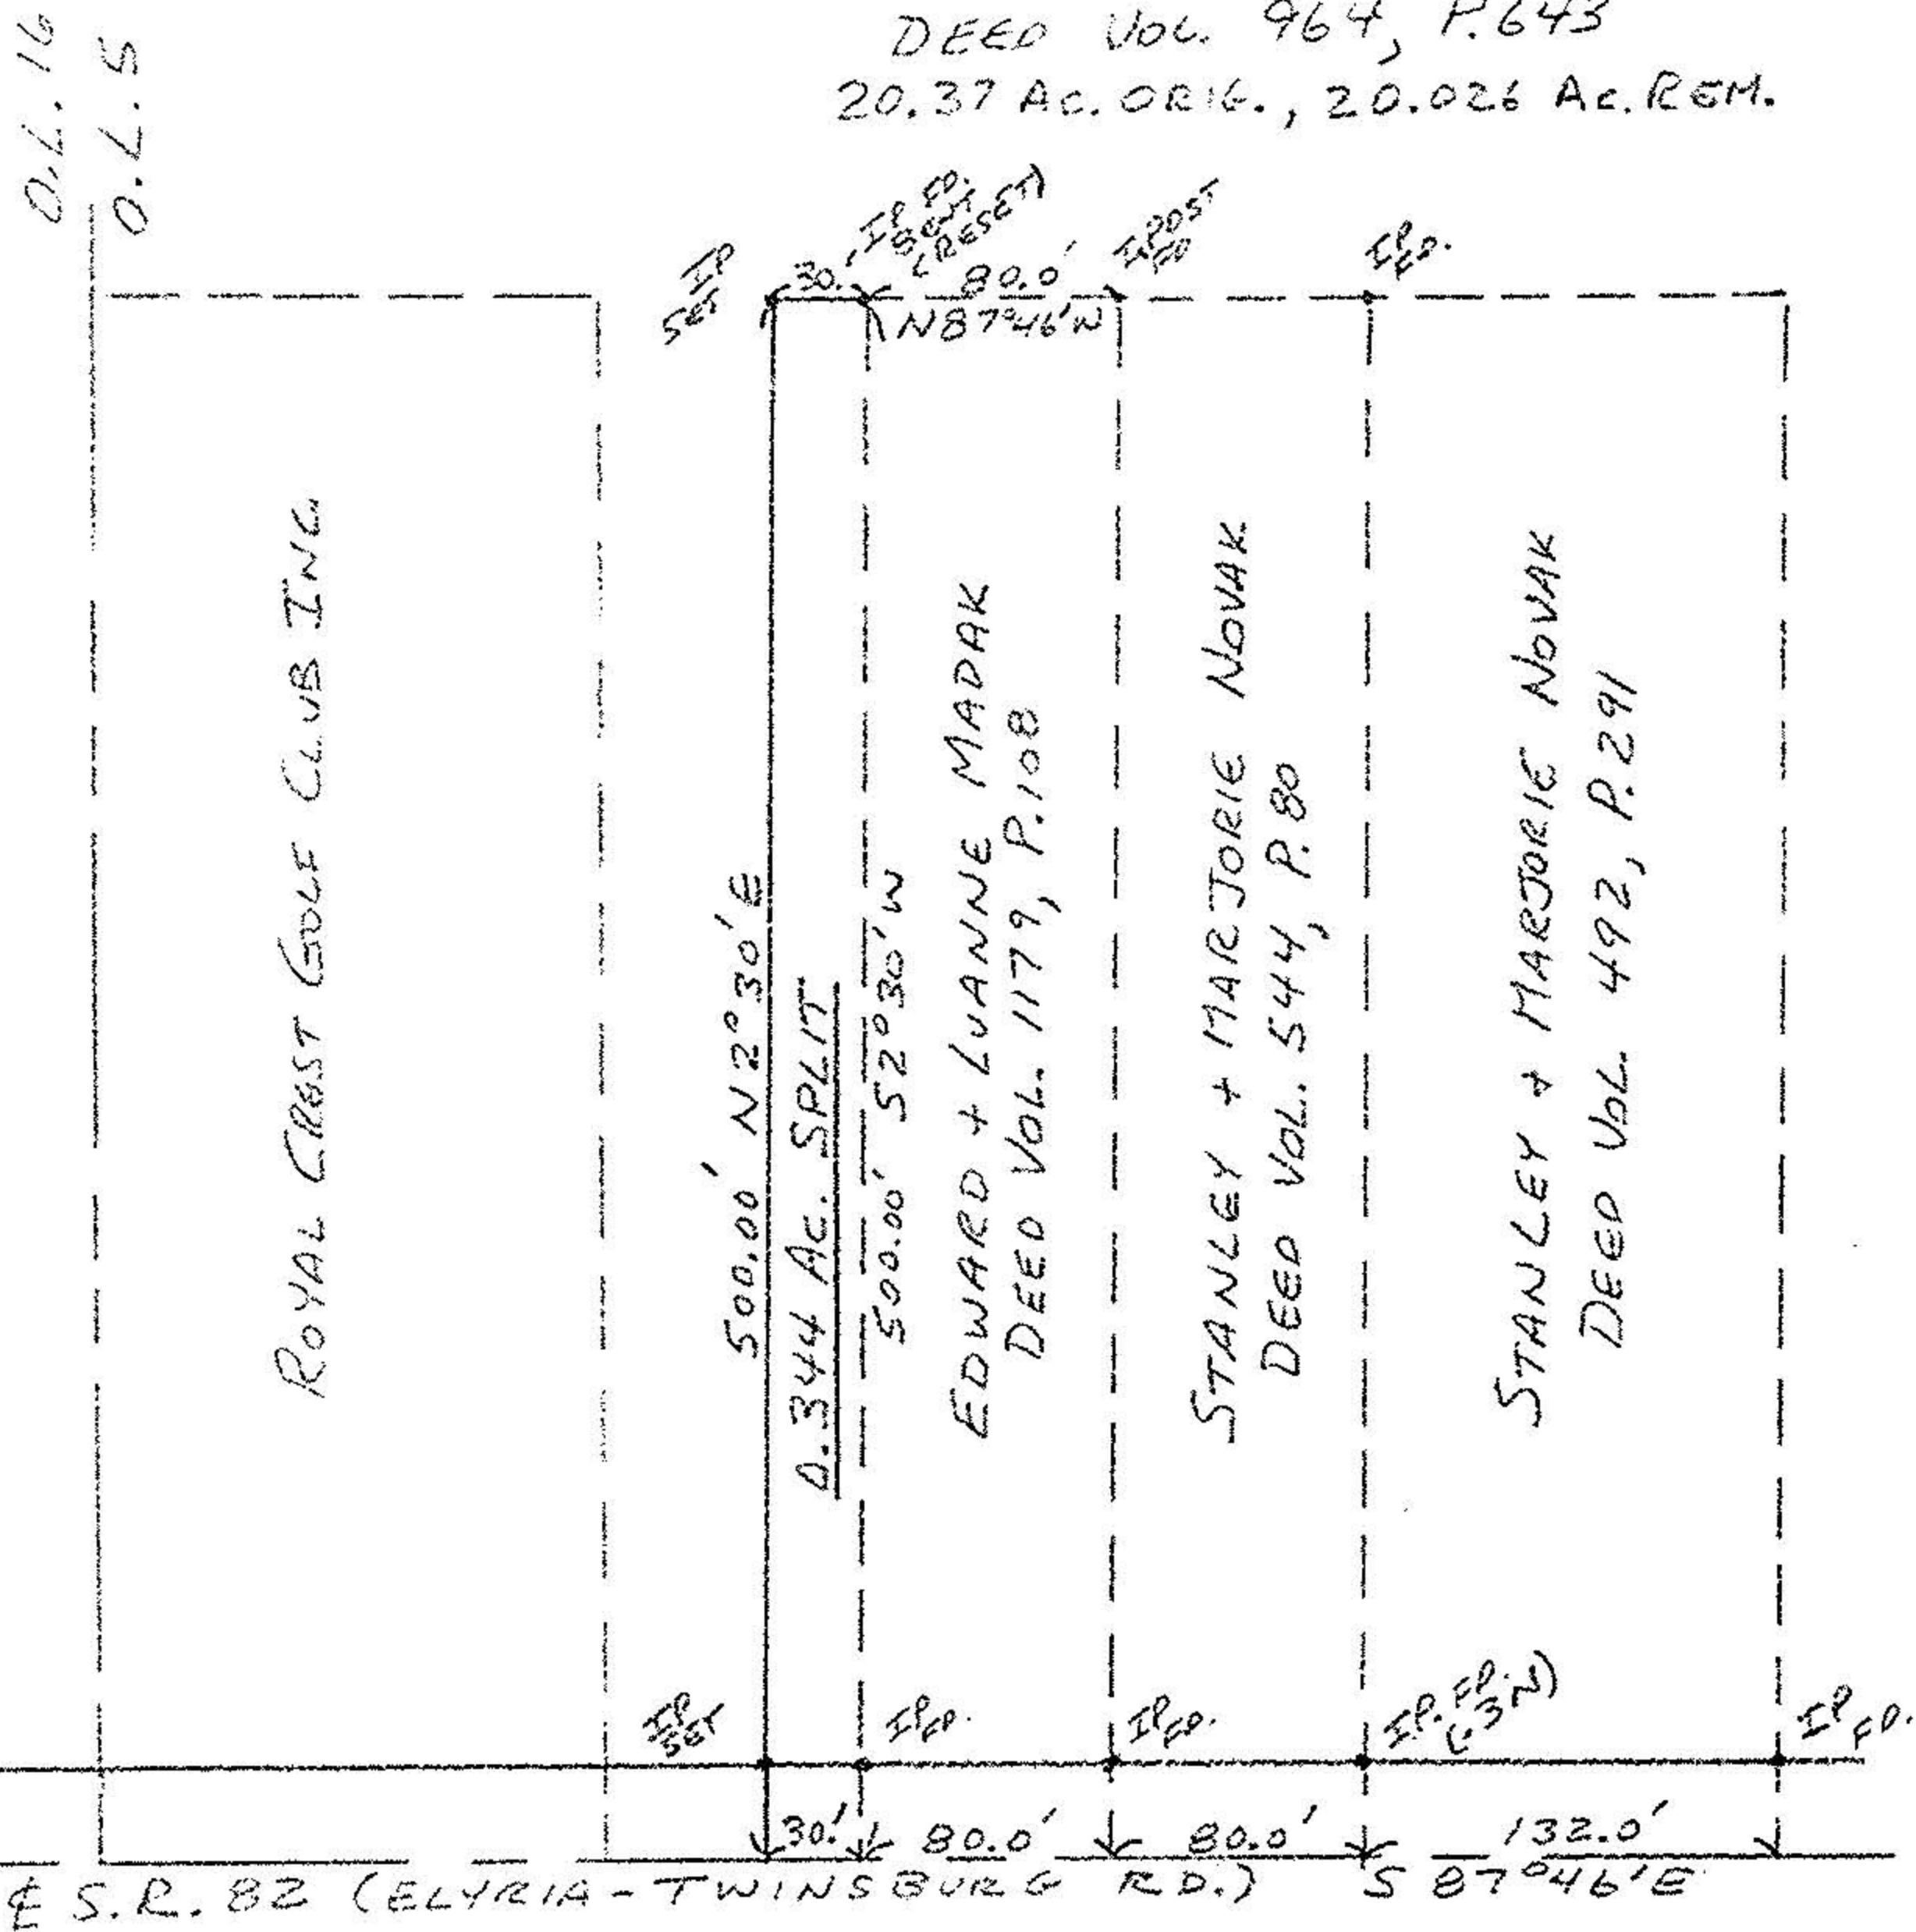 O.L. 16
O.L. 5
DEED VOL. 964, P. 643
20.37 AC. ORIG., 20.026 AC. REM.
IP
SET
30.'
IP FD.
BENT
(RESET)
80.0'
N87°46'W
I. POST
FD
IP
FD.
ROYAL CREST GOLF CLUB INC
500.00' N2°30'E
0.344 AC. SPLIT
500.00' S2°30'W
EDWARD + LUANNE MADAK
DEED VOL. 1179, P.108
STANLEY + MARJORIE NOVAK
DEED VOL. 544, P.80
STANLEY + MARJORIE NOVAK
DEED VOL. 492, P.291
IP
SET
IP FD.
IP FD.
I.P. FD.
(.3 N)
IP FD.
30.'
80.0'
80.0'
132.0'
℄ S.R. 82 (ELYRIA-TWINSBURG RD.) S 87°46'E